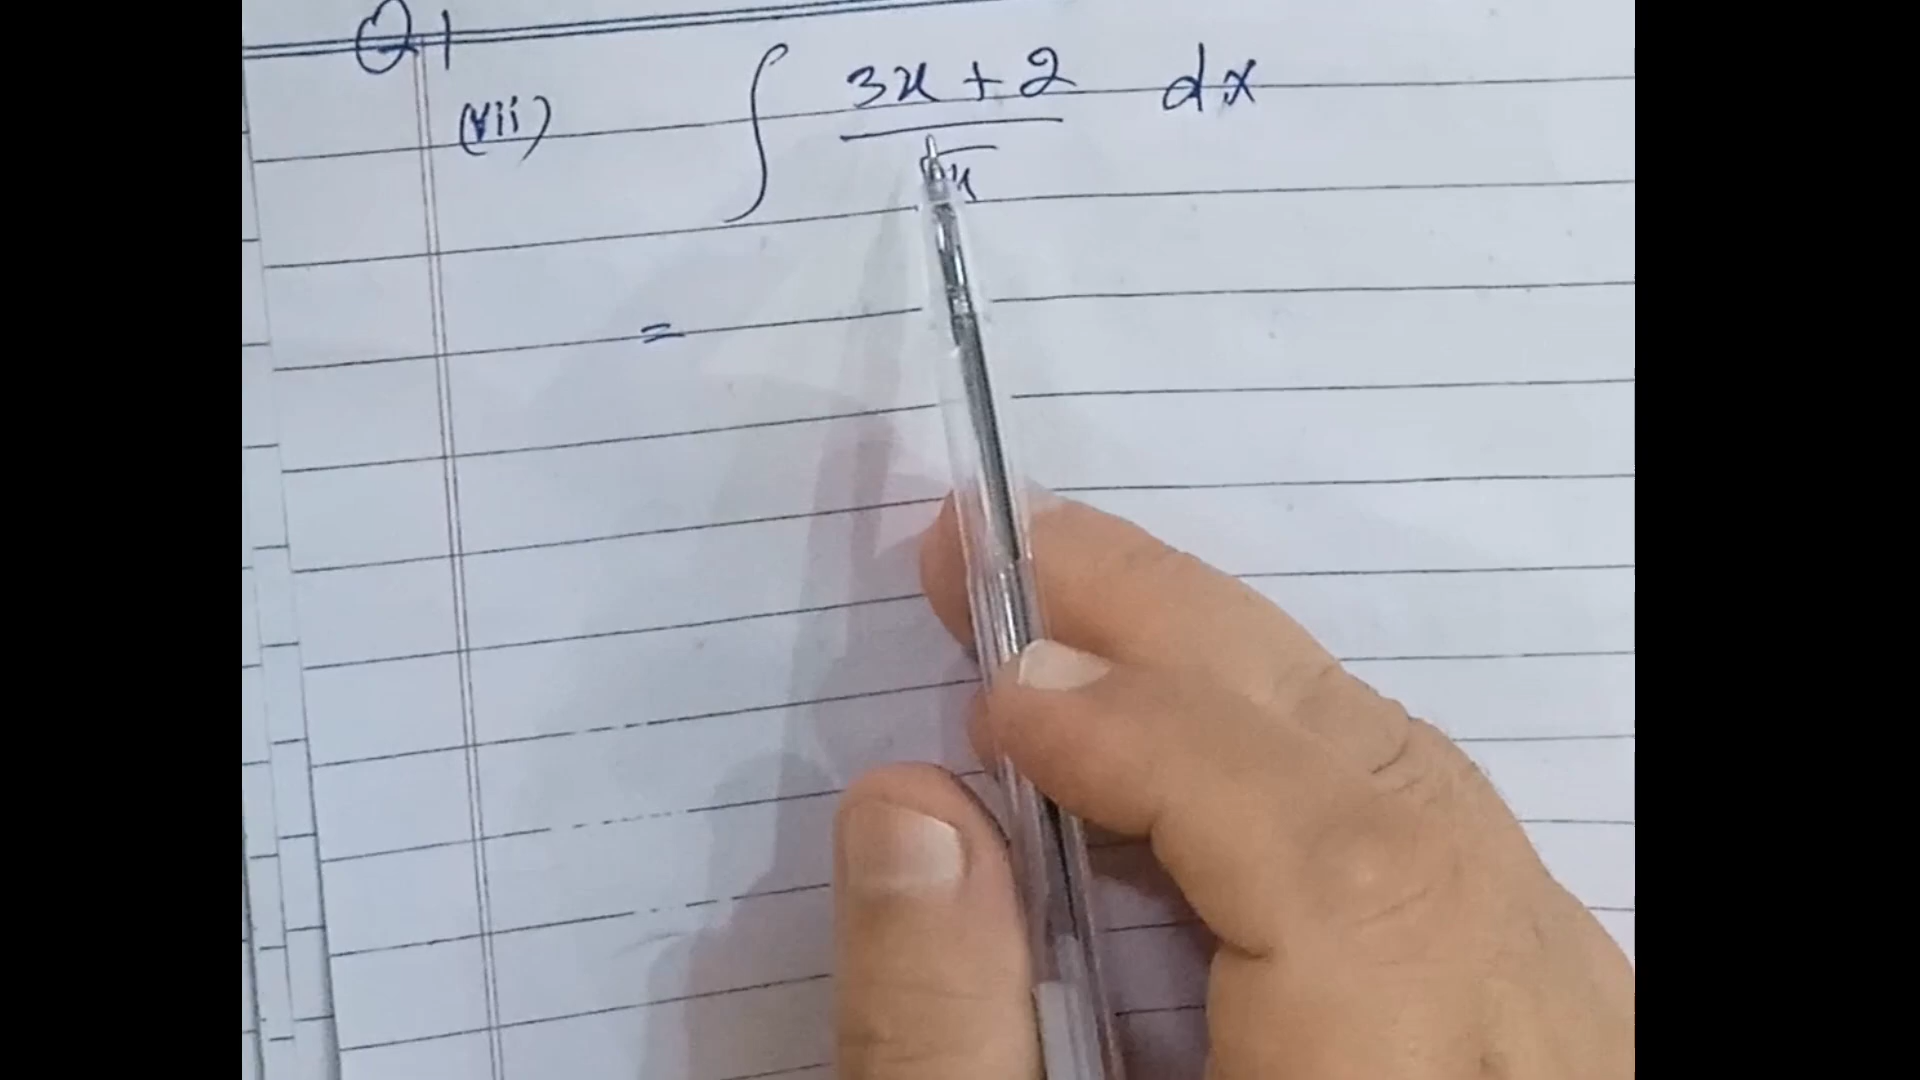 Q1
(vii) ∫ 3x + 2 / √x dx
=